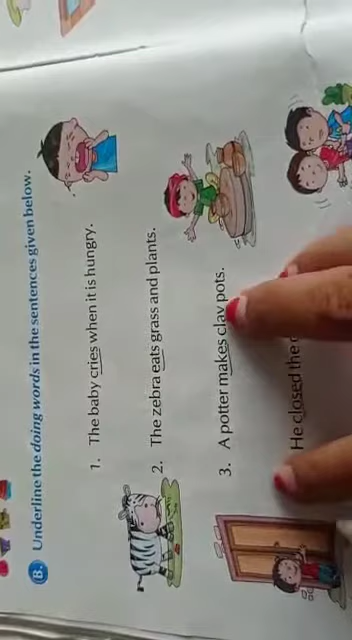 B. Underline the doing words in the sentences given below.
1. The baby cries when it is hungry.
2. The zebra eats grass and plants.
3. A potter makes clay pots.
He closed the